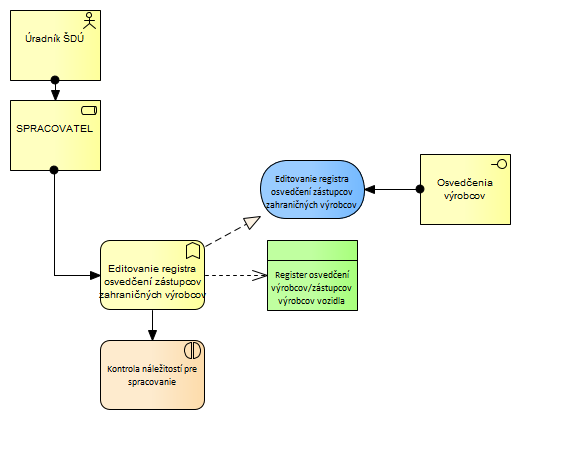 Úradník ŠDÚ
SPRACOVATEL
Editovanie registra
osvedčení zástupcov
zahraničných výrobcov
Osvedčenia
výrobcov
Editovanie registra
osvedčení zástupcov
zahraničných výrobcov
Register osvedčení
výrobcov/zástupcov
výrobcov vozidla
Kontrola náležitostí pre
spracovanie